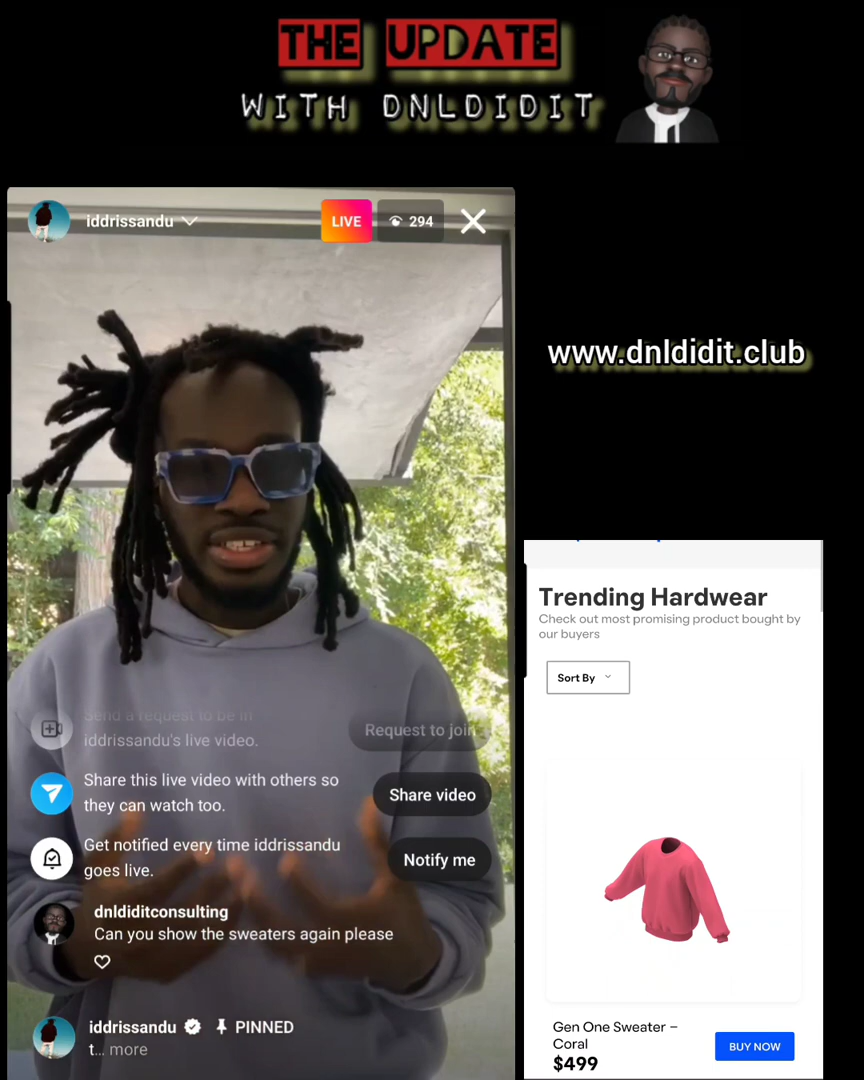 THE UPDATE
WITH DNLDIDIT
iddrissandu
LIVE
294
www.dnldidit.club
Send a request to be in
iddrissandu's live video.
Request to join
Share this live video with others so
they can watch too.
Share video
Get notified every time iddrissandu
goes live.
Notify me
dnldiditconsulting
Can you show the sweaters again please
iddrissandu PINNED
t... more
Trending Hardwear
Check out most promising product bought by
our buyers
Sort By
Gen One Sweater –
Coral
$499
BUY NOW